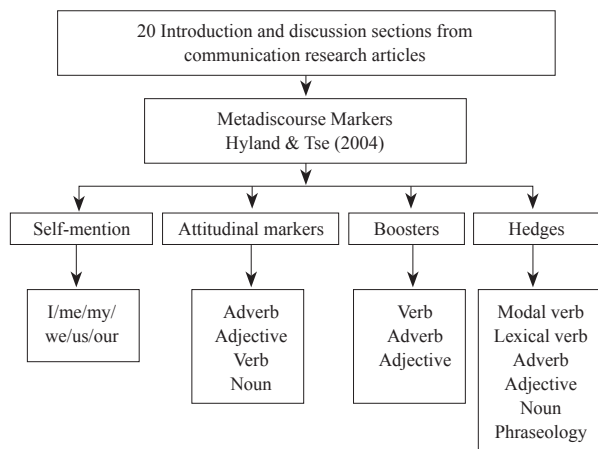 20 Introduction and discussion sections from
communication research articles
Metadiscourse Markers
Hyland & Tse (2004)
Self-mention
Attitudinal markers
Boosters
Hedges
I/me/my/
we/us/our
Adverb
Adjective
Verb
Noun
Verb
Adverb
Adjective
Modal verb
Lexical verb
Adverb
Adjective
Noun
Phraseology